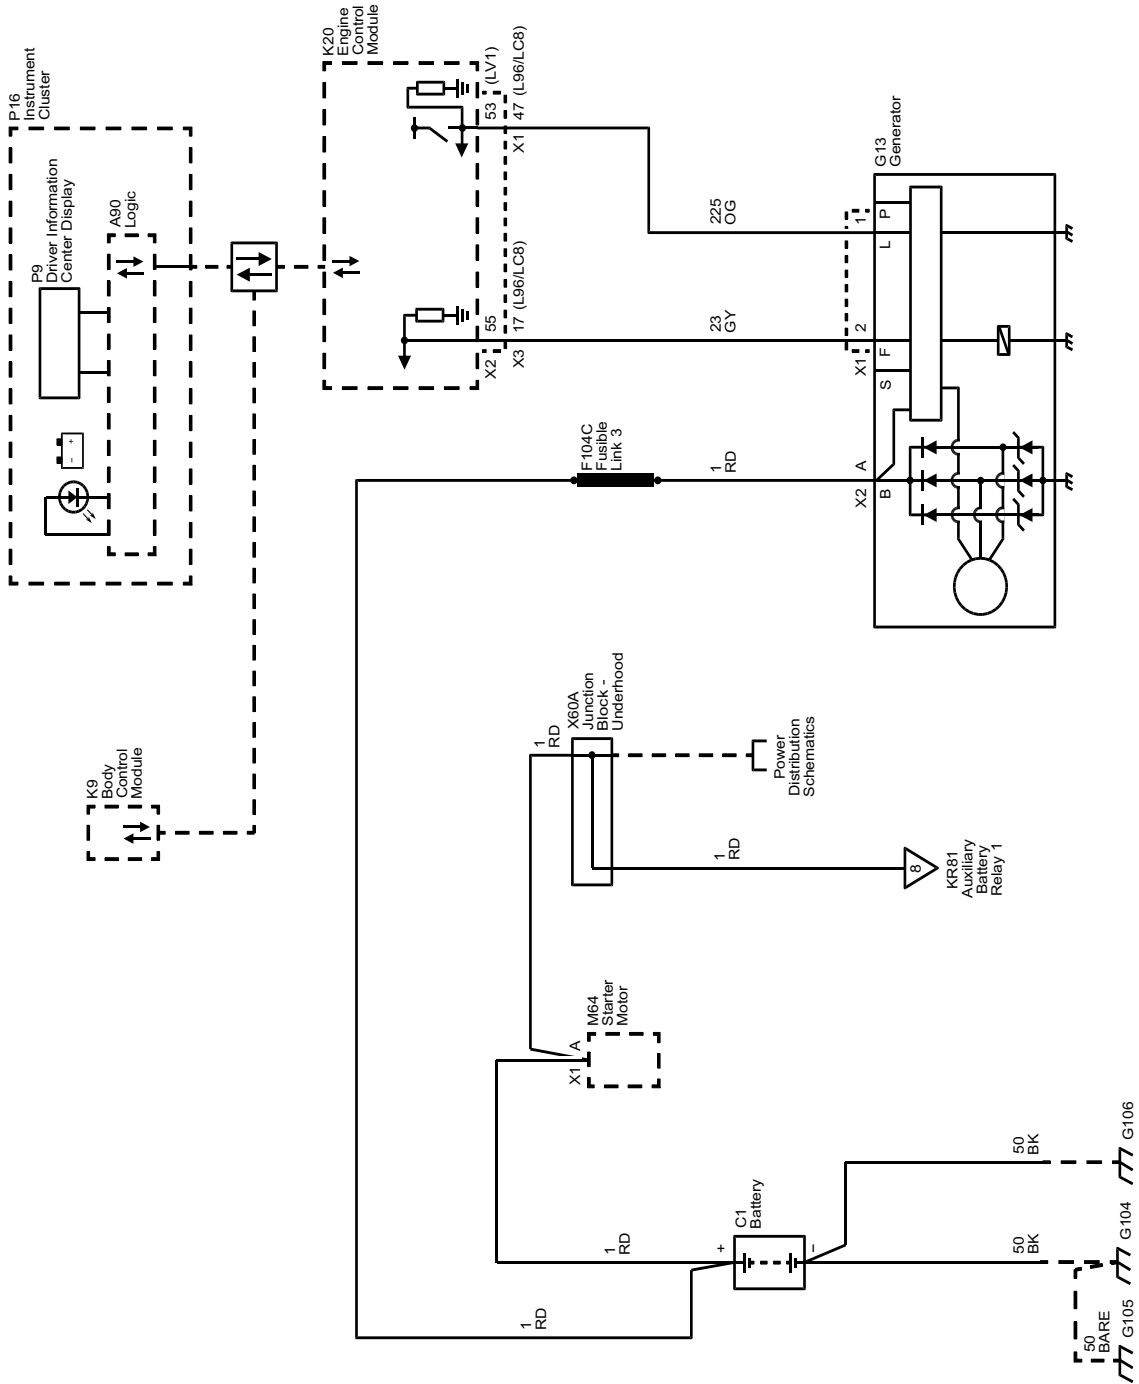 P16
Instrument
Cluster
P9
Driver Information
Center Display
A90
Logic
- +
K9
Body
Control
Module
K20
Engine
Control
Module
X2
55
X3
17 (L96/LC8)
53 (LV1)
X1
47 (L96/LC8)
F104C
Fusible
Link 3
1
RD
23
GY
225
OG
X2
A
B
X1
2
1
S
F
L
P
G13
Generator
1
RD
X60A
Junction
Block -
Underhood
Power
Distribution
Schematics
1
RD
8
KR81
Auxiliary
Battery
Relay 1
X1
A
M64
Starter
Motor
1
RD
1
RD
+
C1
Battery
–
50
BK
50
BK
50
BARE
G105
G104
G106